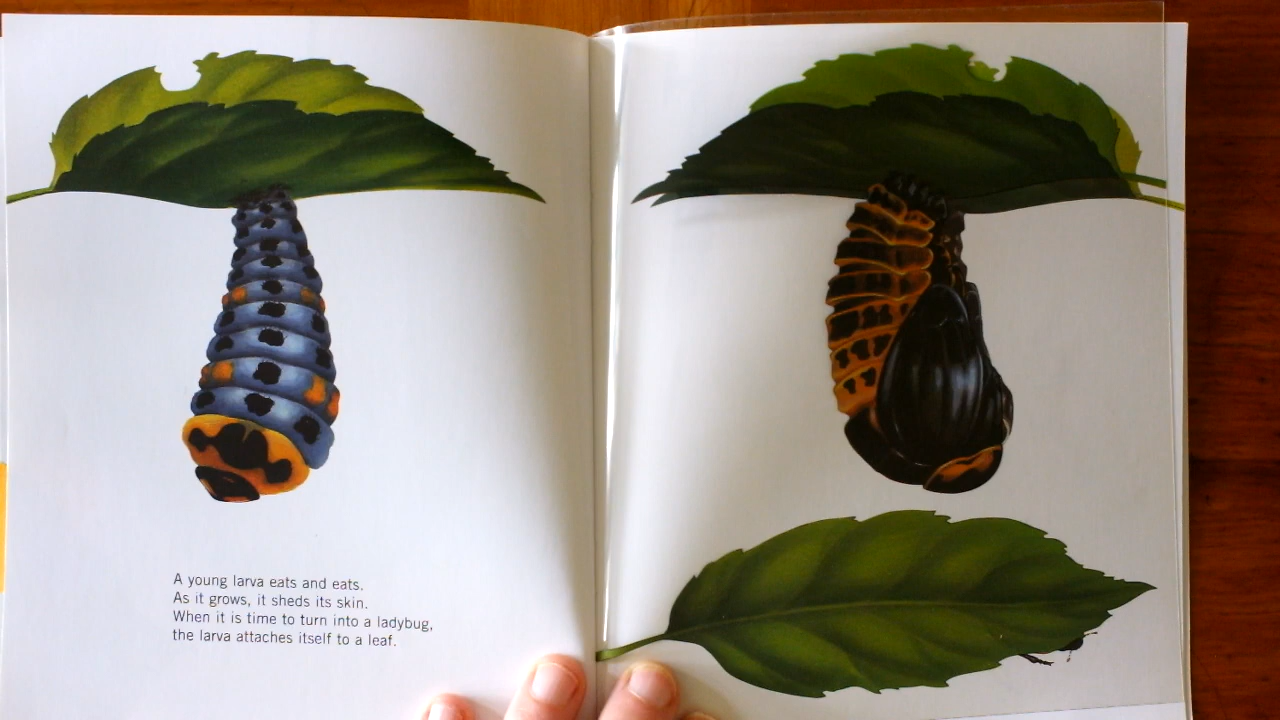 A young larva eats and eats.
As it grows, it sheds its skin.
When it is time to turn into a ladybug,
the larva attaches itself to a leaf.